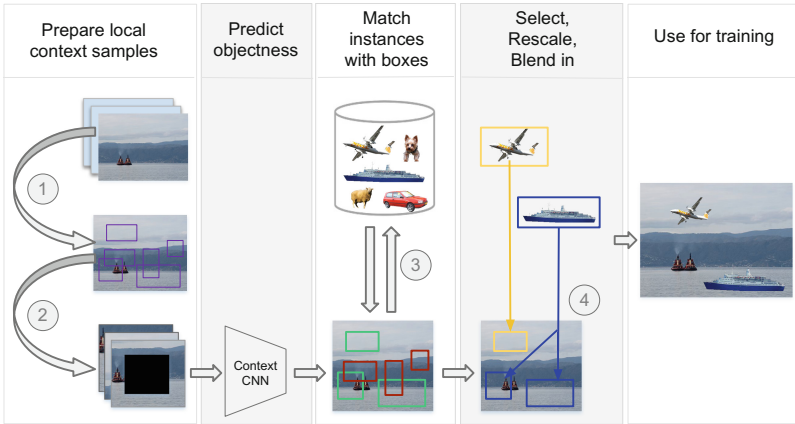 Prepare local
context samples
Predict
objectness
Match
instances
with boxes
Select,
Rescale,
Blend in
Use for training
1
2
Context
CNN
3
4